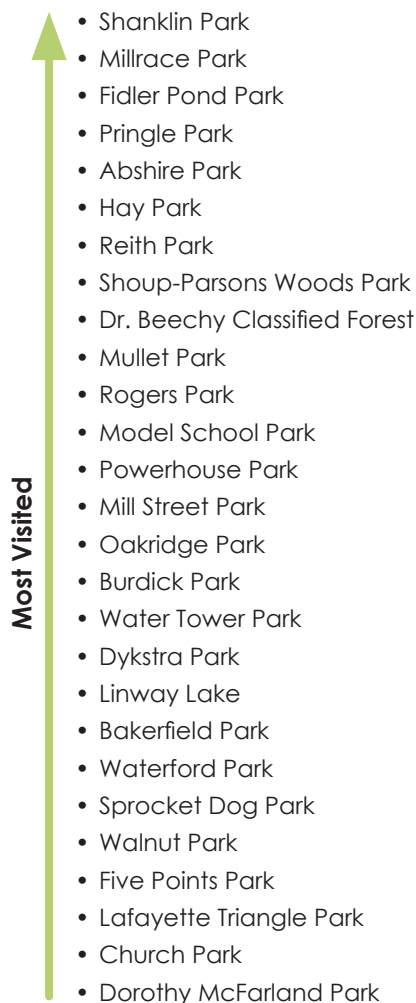 Most Visited
• Shanklin Park
• Millrace Park
• Fidler Pond Park
• Pringle Park
• Abshire Park
• Hay Park
• Reith Park
• Shoup-Parsons Woods Park
• Dr. Beechy Classified Forest
• Mullet Park
• Rogers Park
• Model School Park
• Powerhouse Park
• Mill Street Park
• Oakridge Park
• Burdick Park
• Water Tower Park
• Dykstra Park
• Linway Lake
• Bakerfield Park
• Waterford Park
• Sprocket Dog Park
• Walnut Park
• Five Points Park
• Lafayette Triangle Park
• Church Park
• Dorothy McFarland Park